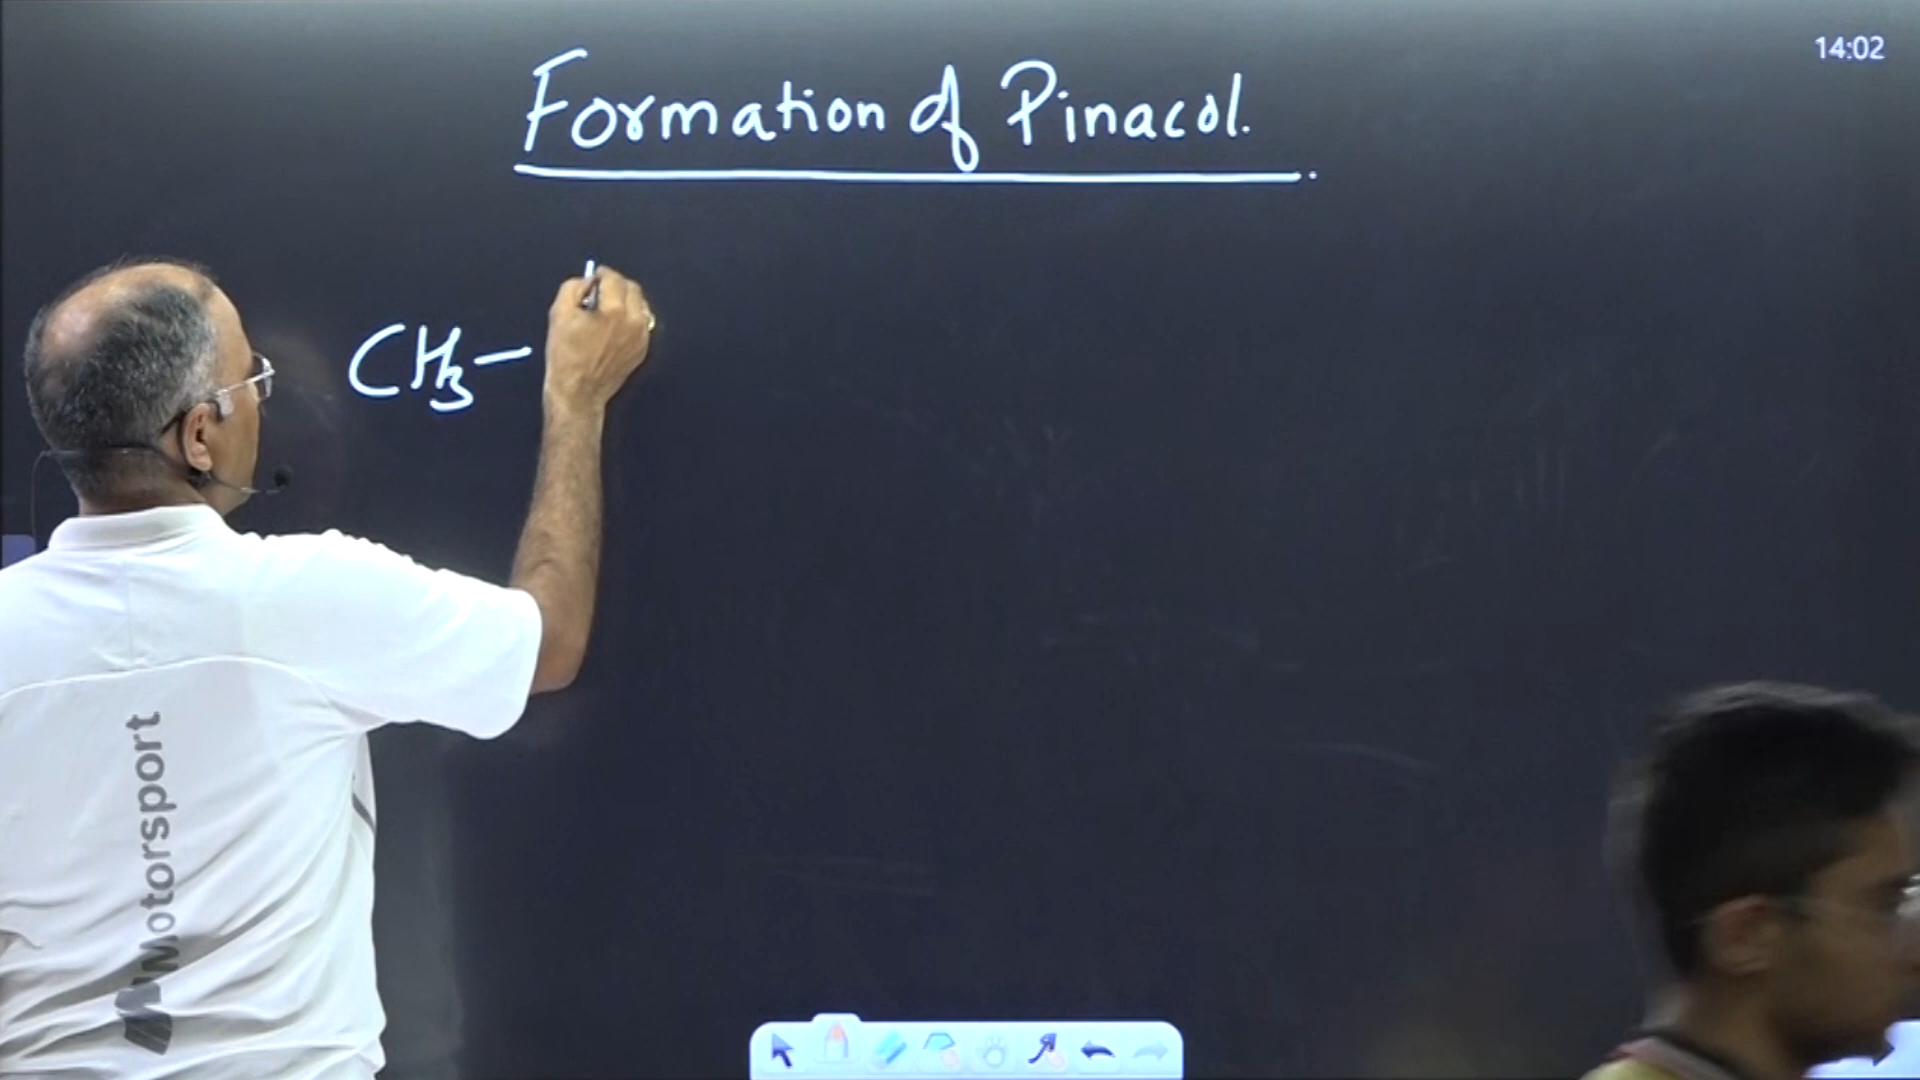 14:02
Formation of Pinacol.
CH3—
Motorsport